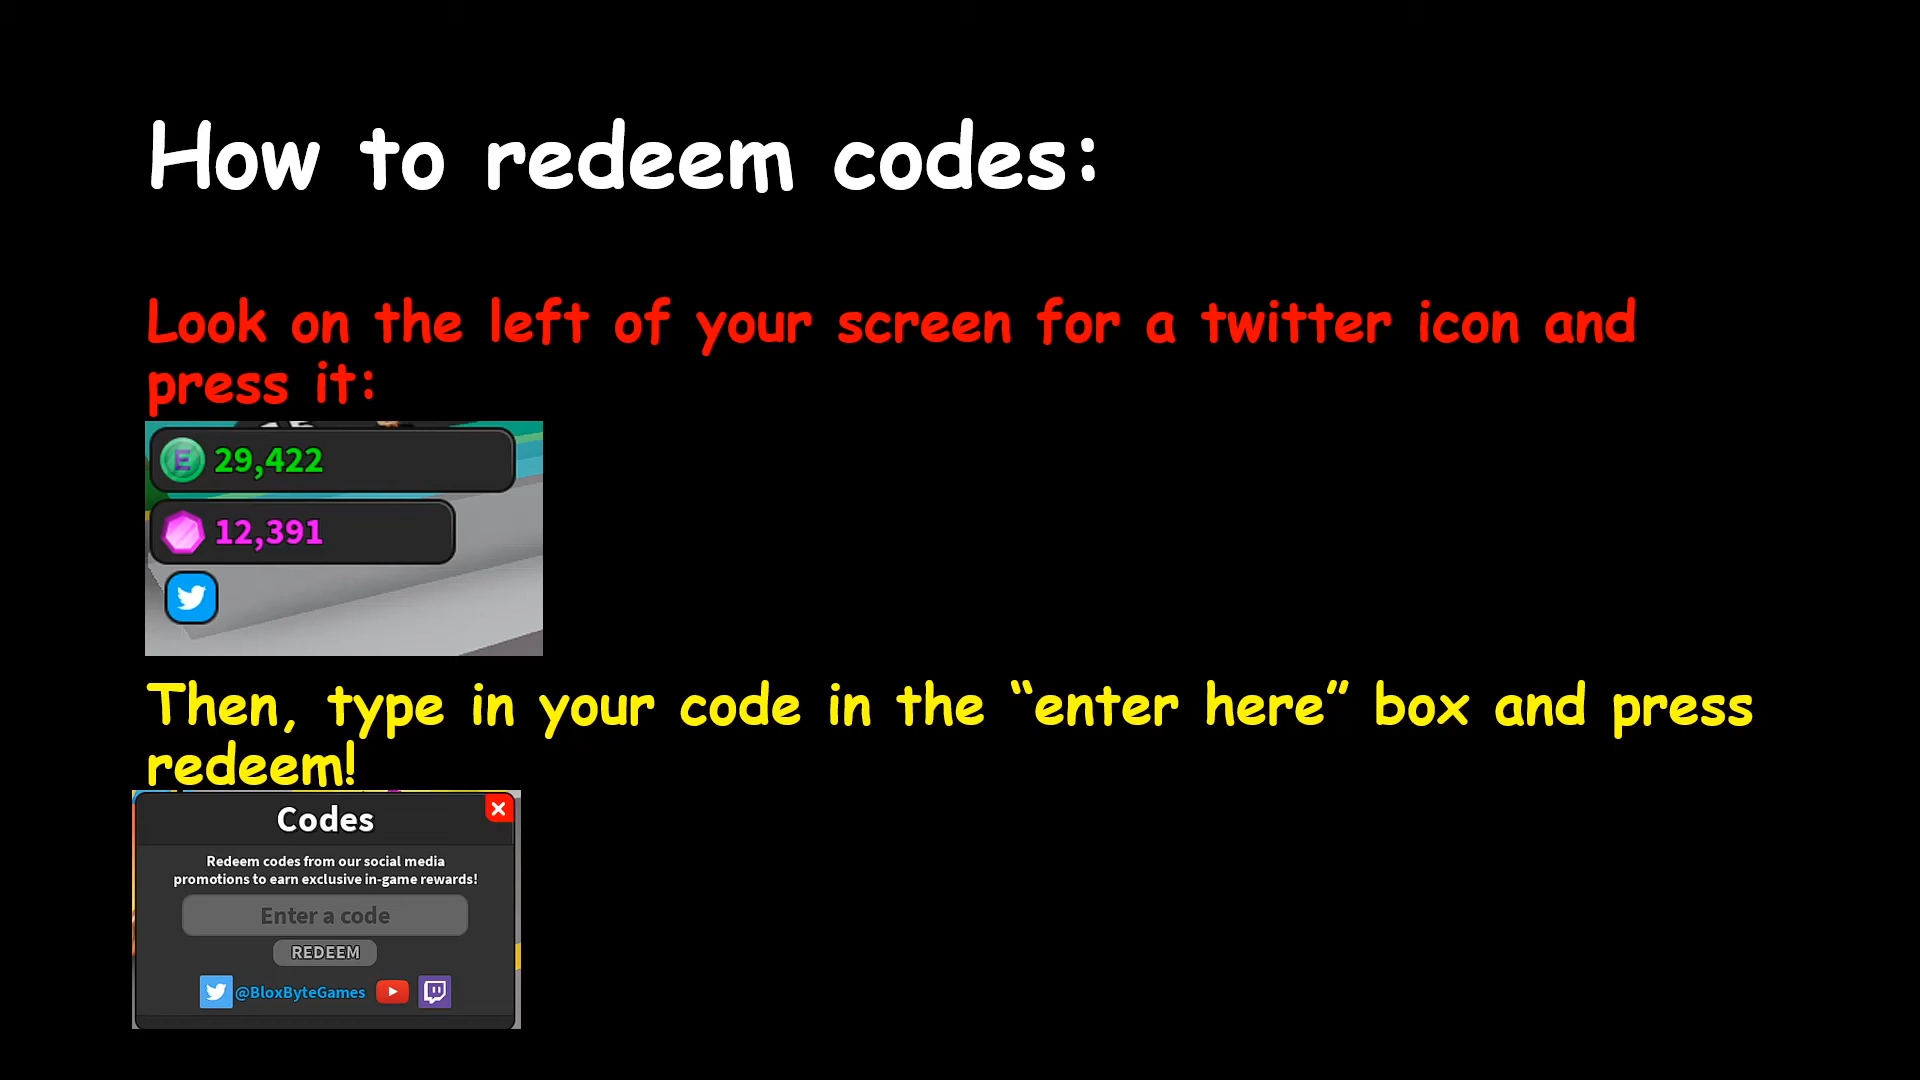 How to redeem codes:
Look on the left of your screen for a twitter icon and
press it:
E 29,422
12,391
Then, type in your code in the “enter here” box and press
redeem!
Codes
Redeem codes from our social media
promotions to earn exclusive in-game rewards!
Enter a code
REDEEM
@BloxByteGames